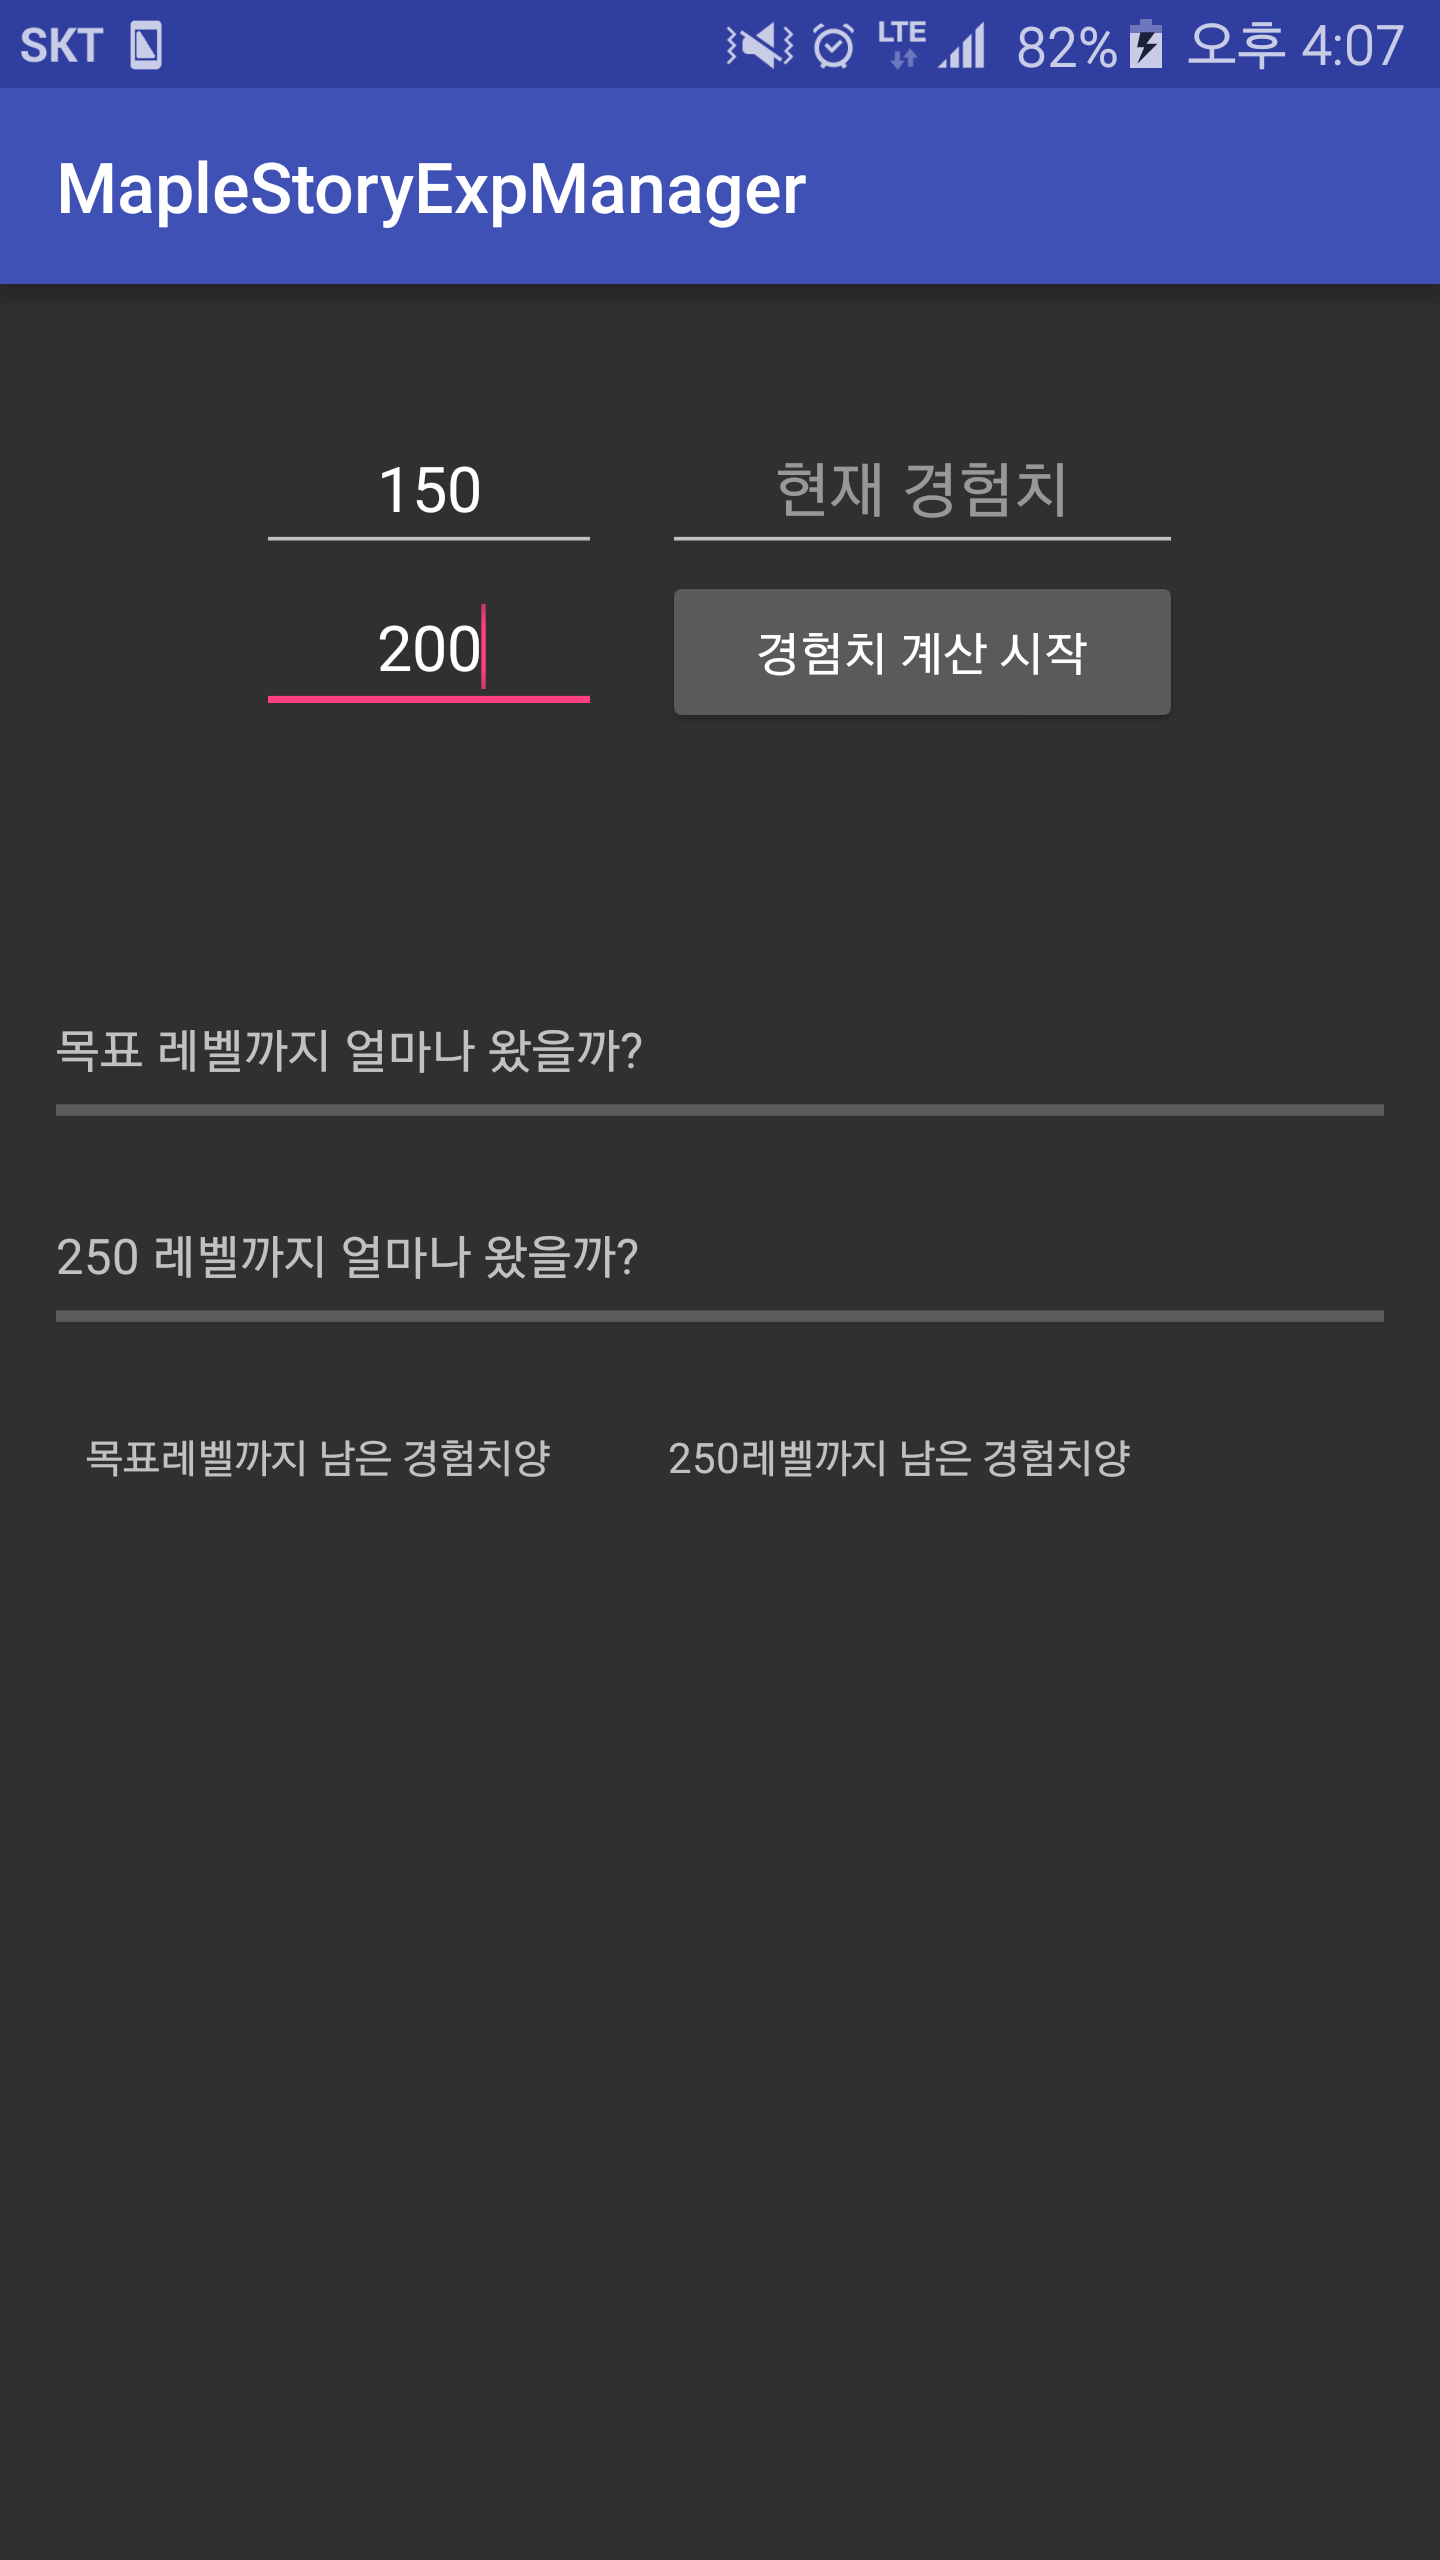 SKT LTE 82% 오후 4:07
MapleStoryExpManager
150 현재 경험치
200 경험치 계산 시작
목표 레벨까지 얼마나 왔을까?
250 레벨까지 얼마나 왔을까?
목표레벨까지 남은 경험치양 250레벨까지 남은 경험치양